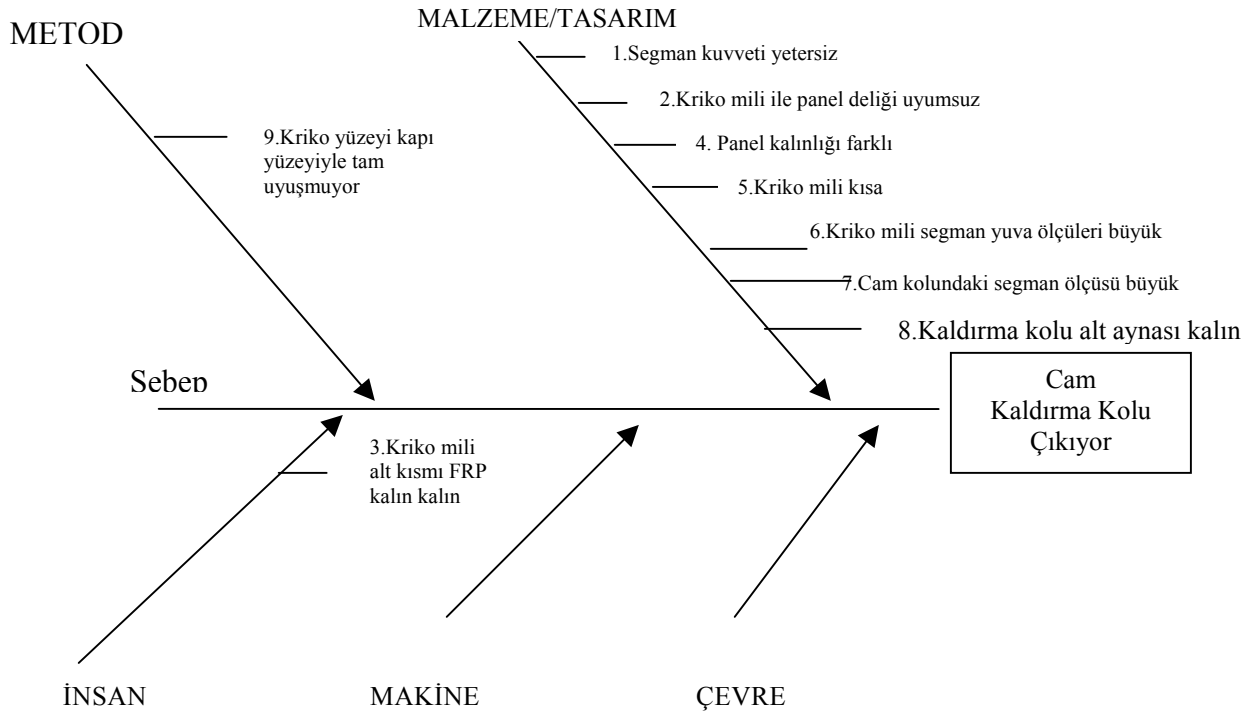 METOD
MALZEME/TASARIM
1.Segman kuvveti yetersiz
2.Kriko mili ile panel deliği uyumsuz
4. Panel kalınlığı farklı
5.Kriko mili kısa
6.Kriko mili segman yuva ölçüleri büyük
7.Cam kolundaki segman ölçüsü büyük
8.Kaldırma kolu alt aynası kalın
9.Kriko yüzeyi kapı
yüzeyiyle tam
uyuşmuyor
Sebep
Cam
Kaldırma Kolu
Çıkıyor
3.Kriko mili
alt kısmı FRP
kalın kalın
İNSAN
MAKİNE
ÇEVRE